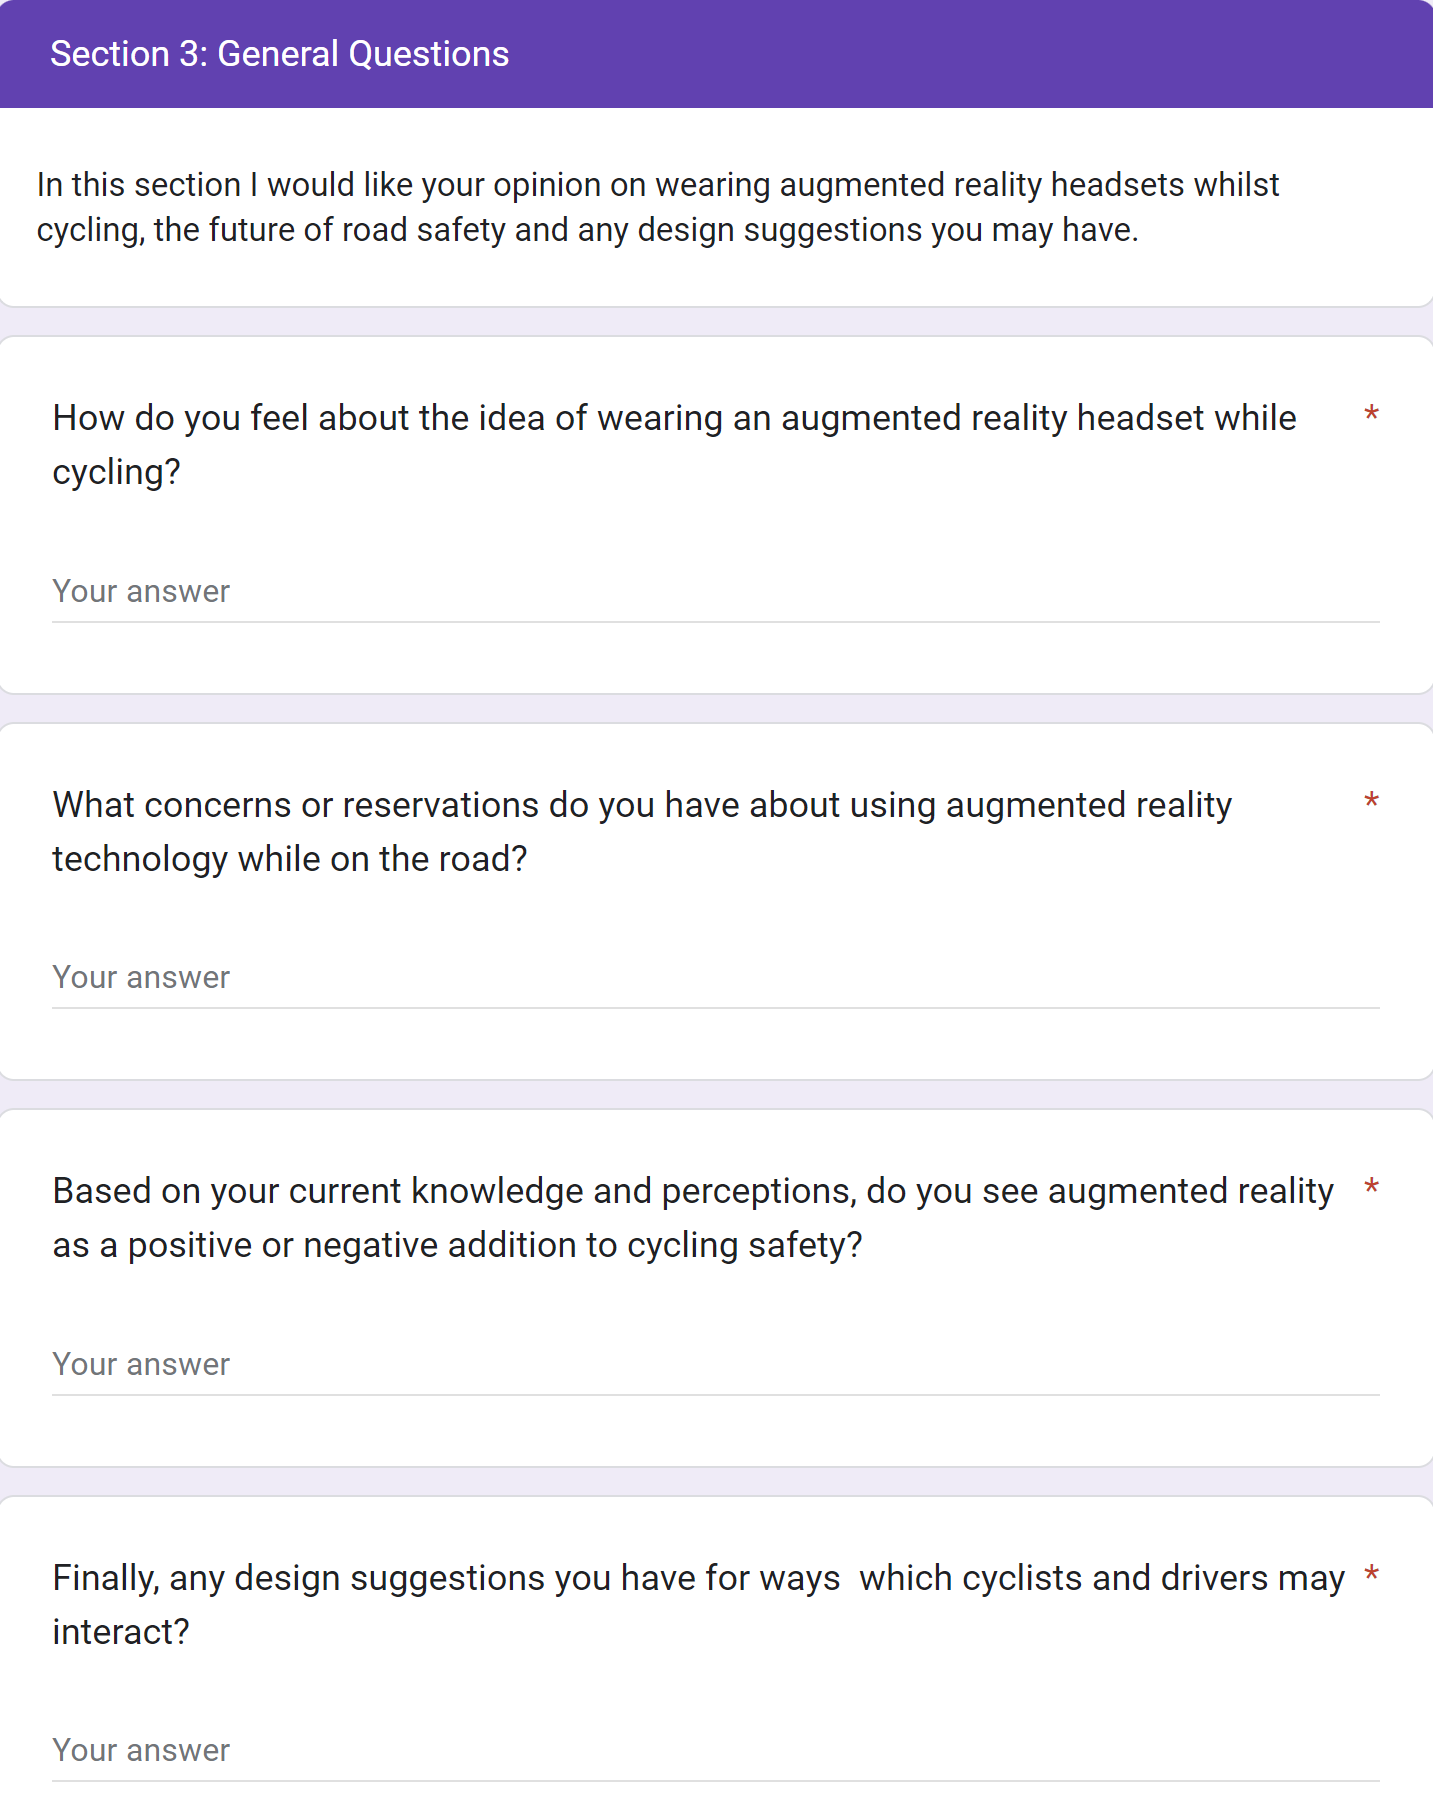 Section 3: General Questions
In this section I would like your opinion on wearing augmented reality headsets whilst
cycling, the future of road safety and any design suggestions you may have.
How do you feel about the idea of wearing an augmented reality headset while *
cycling?
Your answer
What concerns or reservations do you have about using augmented reality *
technology while on the road?
Your answer
Based on your current knowledge and perceptions, do you see augmented reality *
as a positive or negative addition to cycling safety?
Your answer
Finally, any design suggestions you have for ways  which cyclists and drivers may *
interact?
Your answer